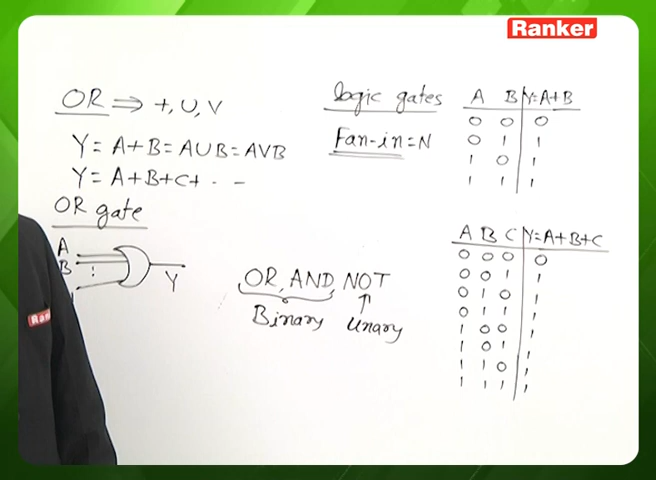 Ranker
OR ⇒ +, U, V
Y = A+B = AUB = AVB
Y = A+B+C+ - -
OR gate
A
B
Y
OR, AND, NOT
Binary Unary
logic gates
Fan-in = N
A B Y=A+B
0 0 0
0 1 1
1 0 1
1 1 1
A B C Y=A+B+C
0 0 0 0
0 0 1 1
0 1 0 1
0 1 1 1
1 0 0 1
1 0 1 1
1 1 0 1
1 1 1 1